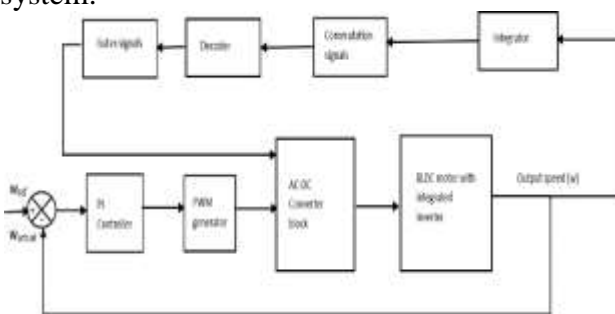 system.
signals
Decoder
Commutation
signals
Integrator
Output speed (w)
PI
Controller
PWM
generator
AC-DC
Converter
block
BLDC motor with
integrated
inverter